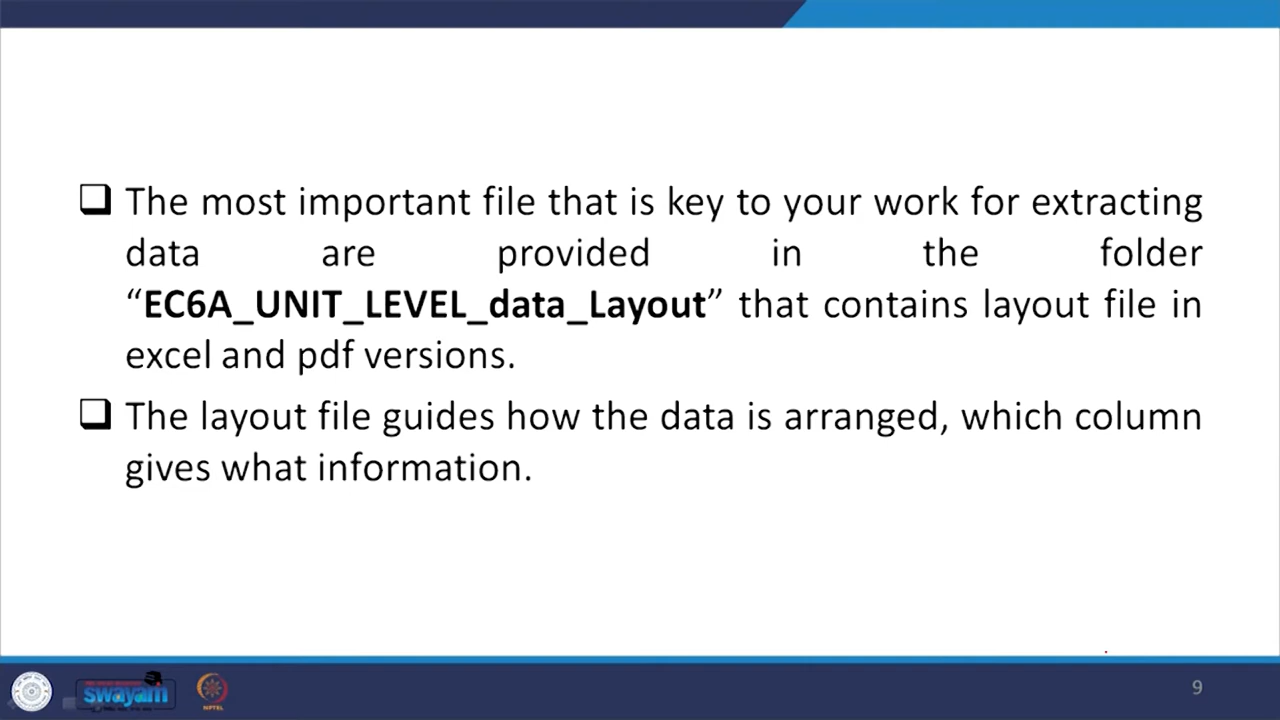 The most important file that is key to your work for extracting
data are provided in the folder
“EC6A_UNIT_LEVEL_data_Layout” that contains layout file in
excel and pdf versions.
The layout file guides how the data is arranged, which column
gives what information.
swayam
NPTEL
9